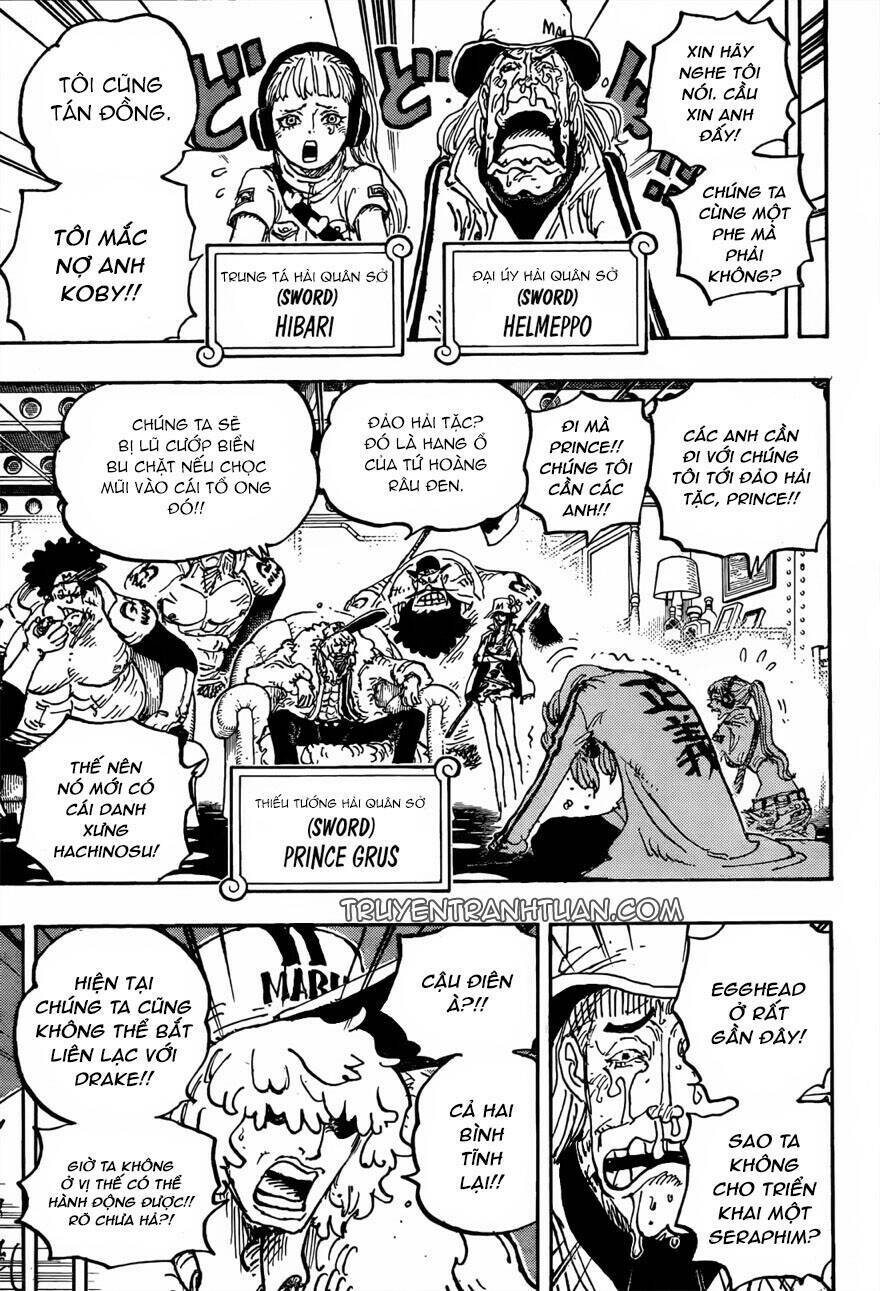 XIN HÃY
NGHE TÔI
NÓI. CẦU
XIN ANH
ĐẤY!
CHÚNG TA
CÙNG MỘT
PHE MÀ
PHẢI
KHÔNG?
ĐẠI ÚY HẢI QUÂN SỞ
(SWORD)
HELMEPPO
TÔI CŨNG
TÁN ĐỒNG.
TÔI MẮC
NỢ ANH
KOBY!!
TRUNG TÁ HẢI QUÂN SỞ
(SWORD)
HIBARI
CÁC ANH CẦN
ĐI VỚI CHÚNG
TÔI TỚI ĐẢO HẢI
TẶC, PRINCE!!
ĐI MÀ
PRINCE!!
CHÚNG TÔI
CẦN CÁC
ANH!!
ĐẢO HẢI TẶC?
ĐÓ LÀ HANG Ổ
CỦA TỨ HOÀNG
RÂU ĐEN.
CHÚNG TA SẼ
BỊ LŨ CƯỚP BIỂN
BU CHẶT NẾU CHỌC
MŨI VÀO CÁI TỔ ONG
ĐÓ!!
THẾ NÊN
NÓ MỚI CÓ
CÁI DANH
XƯNG
HACHINOSU!
THIẾU TƯỚNG HẢI QUÂN SỞ
(SWORD)
PRINCE GRUS
正義
TRUYENTRANHTUAN.COM
EGGHEAD
Ở RẤT
GẦN ĐÂY!
SAO TA
KHÔNG
CHO TRIỂN
KHAI MỘT
SERAPHIM?
CẬU ĐIÊN
À?!!
CẢ HAI
BÌNH
TĨNH
LẠI!!
HIỆN TẠI
CHÚNG TA CŨNG
KHÔNG THỂ BẮT
LIÊN LẠC VỚI
DRAKE!!
GIỜ TA KHÔNG
Ở VỊ THẾ CÓ THỂ
HÀNH ĐỘNG ĐƯỢC!!
RÕ CHƯA HẢ?!